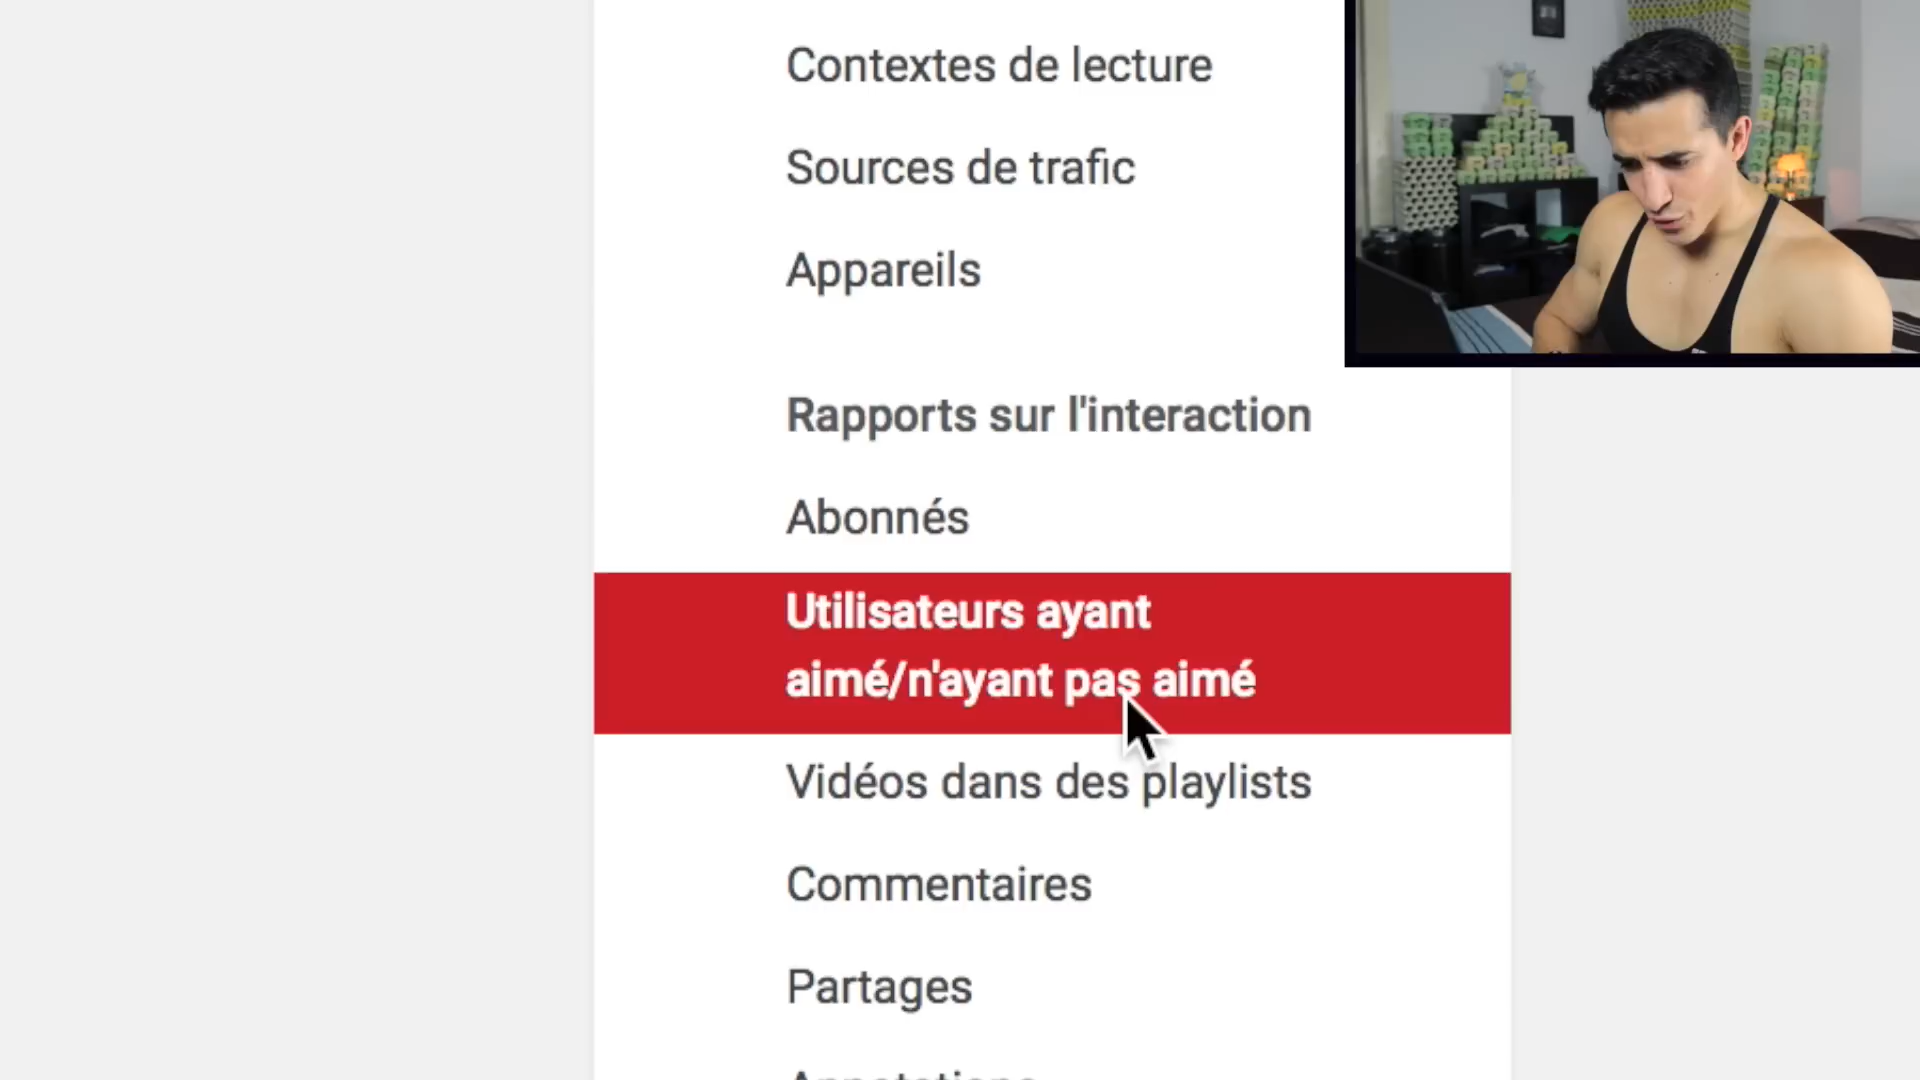 Contextes de lecture
Sources de trafic
Appareils
Rapports sur l'interaction
Abonnés
Utilisateurs ayant
aimé/n'ayant pas aimé
Vidéos dans des playlists
Commentaires
Partages